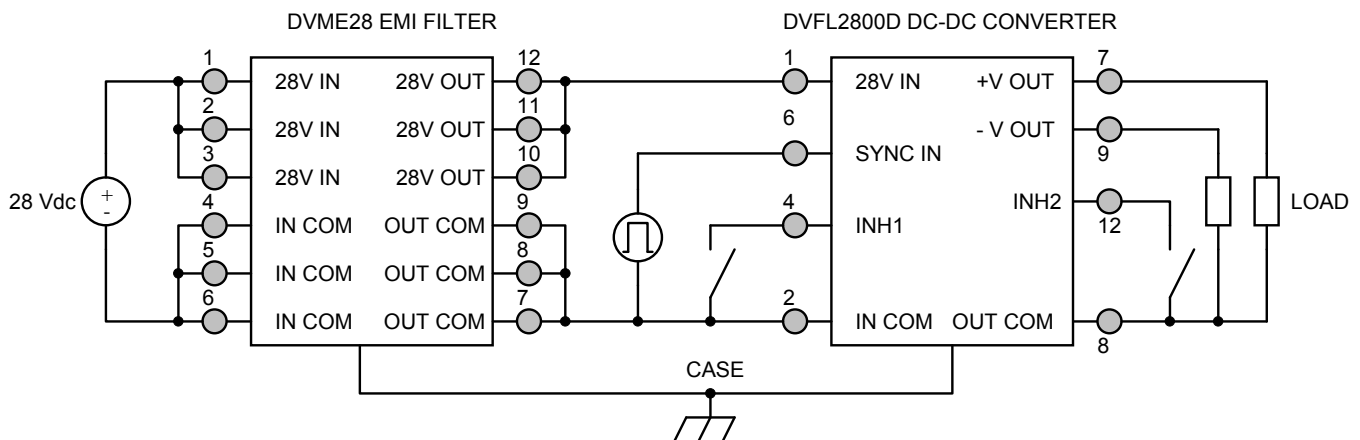 DVME28 EMI FILTER
DVFL2800D DC-DC CONVERTER
1
12
1
7
28V IN
28V OUT
28V IN
+V OUT
2
11
6
28V IN
28V OUT
- V OUT
9
3
10
SYNC IN
28V IN
28V OUT
28 Vdc
+
-
4
9
4
INH2
LOAD
IN COM
OUT COM
INH1
12
5
8
IN COM
OUT COM
6
7
2
IN COM
OUT COM
IN COM
OUT COM
8
CASE